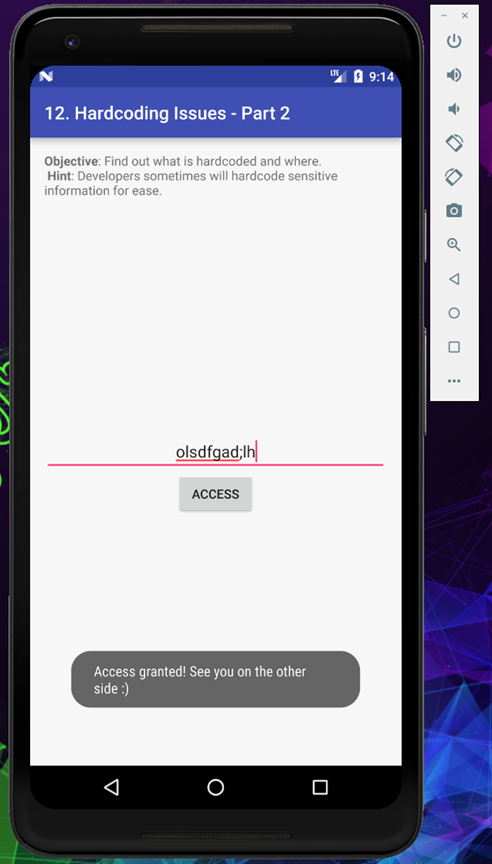 LTE 9:14
12. Hardcoding Issues - Part 2
Objective: Find out what is hardcoded and where.
Hint: Developers sometimes will hardcode sensitive
information for ease.
olsdfgad;lh
ACCESS
Access granted! See you on the other
side :)